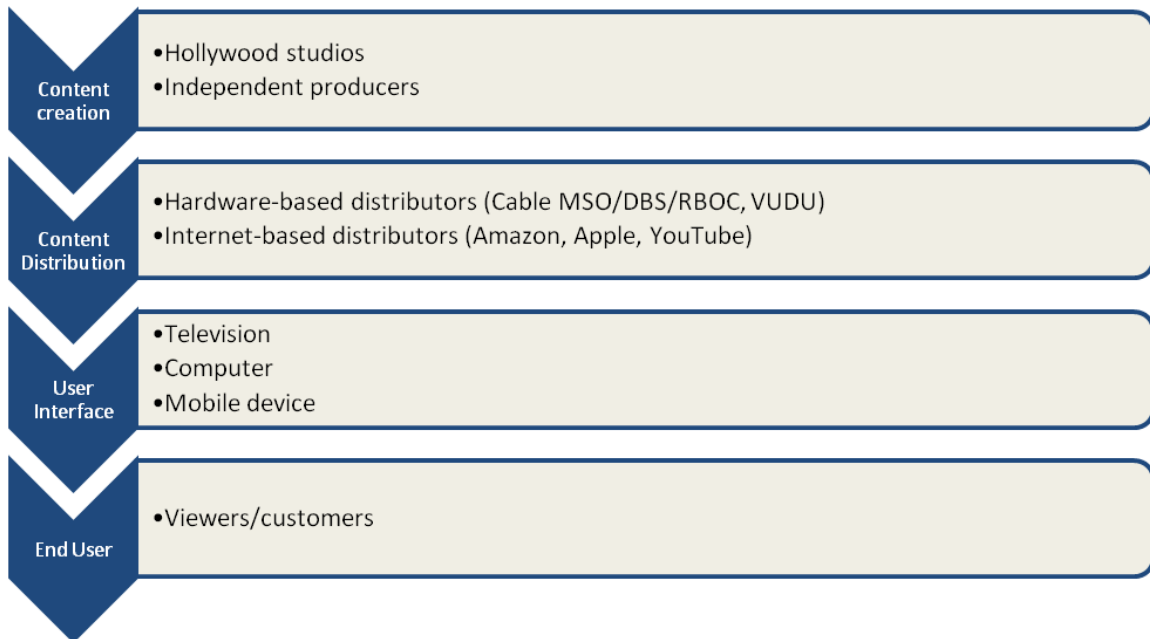 Content
creation
•Hollywood studios
•Independent producers
Content
Distribution
•Hardware-based distributors (Cable MSO/DBS/RBOC, VUDU)
•Internet-based distributors (Amazon, Apple, YouTube)
User
Interface
•Television
•Computer
•Mobile device
End User
•Viewers/customers